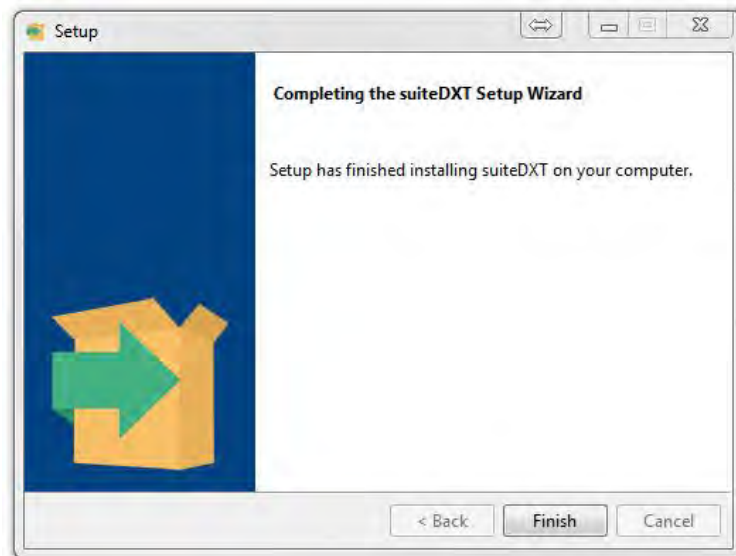 Setup
Completing the suiteDXT Setup Wizard
Setup has finished installing suiteDXT on your computer.
< Back
Finish
Cancel